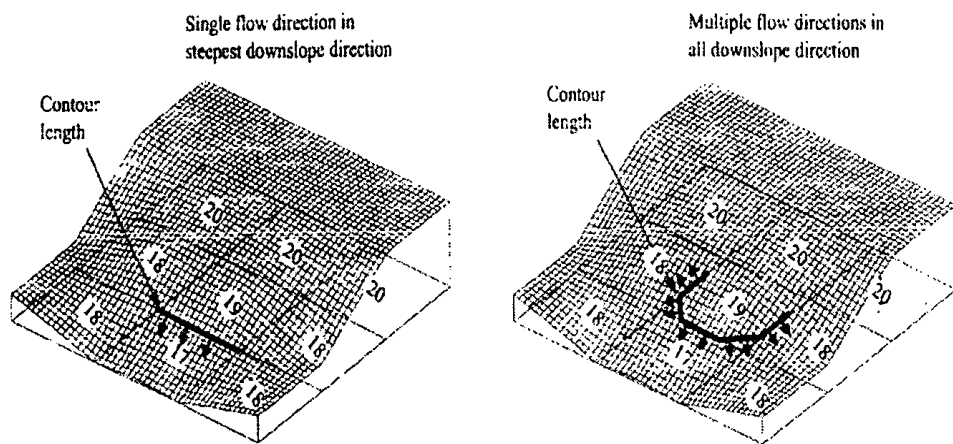 Single flow direction in
steepest downslope direction
Contour
length
20
20
18
20
19
18
17
18
18
Multiple flow directions in
all downslope direction
Contour
length
20
20
20
19
18
17
18
18